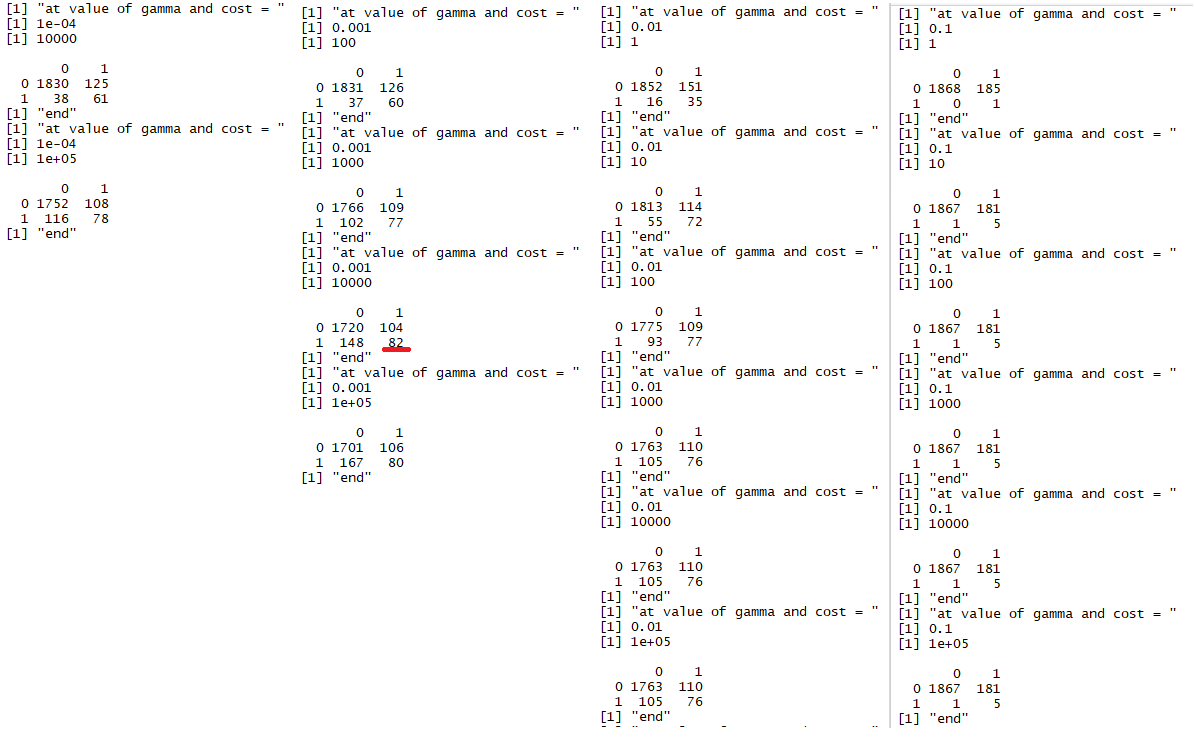 [1] "at value of gamma and cost = "
[1] 1e-04
[1] 10000
0 1
0 1830 125
1 38 61
[1] "end"
[1] "at value of gamma and cost = "
[1] 1e-04
[1] 1e+05
0 1
0 1752 108
1 116 78
[1] "end"
[1] "at value of gamma and cost = "
[1] 0.001
[1] 100
0 1
0 1831 126
1 37 60
[1] "end"
[1] "at value of gamma and cost = "
[1] 0.001
[1] 1000
0 1
0 1766 109
1 102 77
[1] "end"
[1] "at value of gamma and cost = "
[1] 0.001
[1] 10000
0 1
0 1720 104
1 148 82
[1] "end"
[1] "at value of gamma and cost = "
[1] 0.001
[1] 1e+05
0 1
0 1701 106
1 167 80
[1] "end"
[1] "at value of gamma and cost = "
[1] 0.01
[1] 1
0 1
0 1852 151
1 16 35
[1] "end"
[1] "at value of gamma and cost = "
[1] 0.01
[1] 10
0 1
0 1813 114
1 55 72
[1] "end"
[1] "at value of gamma and cost = "
[1] 0.01
[1] 100
0 1
0 1775 109
1 93 77
[1] "end"
[1] "at value of gamma and cost = "
[1] 0.01
[1] 1000
0 1
0 1763 110
1 105 76
[1] "end"
[1] "at value of gamma and cost = "
[1] 0.01
[1] 10000
0 1
0 1763 110
1 105 76
[1] "end"
[1] "at value of gamma and cost = "
[1] 0.01
[1] 1e+05
0 1
0 1763 110
1 105 76
[1] "end"
[1] "at value of gamma and cost = "
[1] 0.1
[1] 1
0 1
0 1868 185
1 0 1
[1] "end"
[1] "at value of gamma and cost = "
[1] 0.1
[1] 10
0 1
0 1867 181
1 1 5
[1] "end"
[1] "at value of gamma and cost = "
[1] 0.1
[1] 100
0 1
0 1867 181
1 1 5
[1] "end"
[1] "at value of gamma and cost = "
[1] 0.1
[1] 1000
0 1
0 1867 181
1 1 5
[1] "end"
[1] "at value of gamma and cost = "
[1] 0.1
[1] 10000
0 1
0 1867 181
1 1 5
[1] "end"
[1] "at value of gamma and cost = "
[1] 0.1
[1] 1e+05
0 1
0 1867 181
1 1 5
[1] "end"